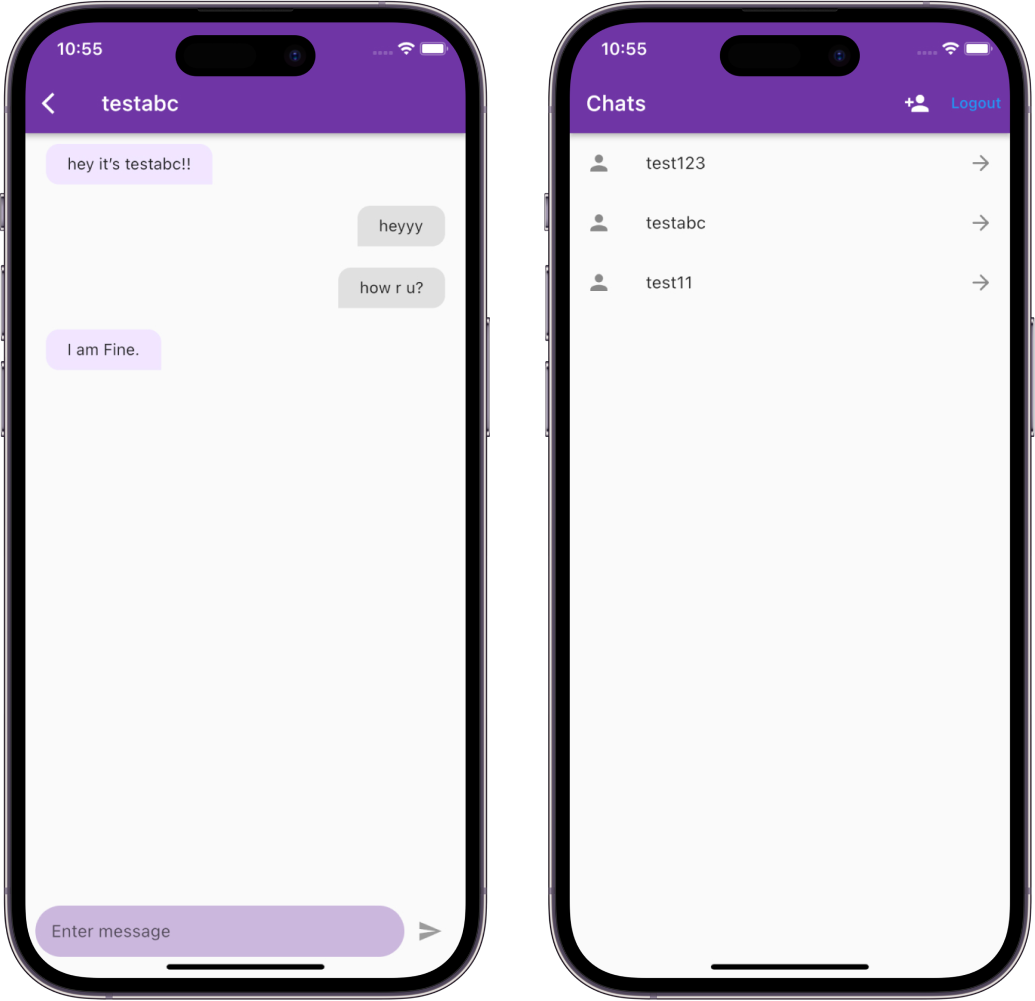 10:55
testabc
hey it's testabc!!
heyyy
how r u?
I am Fine.
Enter message
10:55
Chats
Logout
test123
testabc
test11